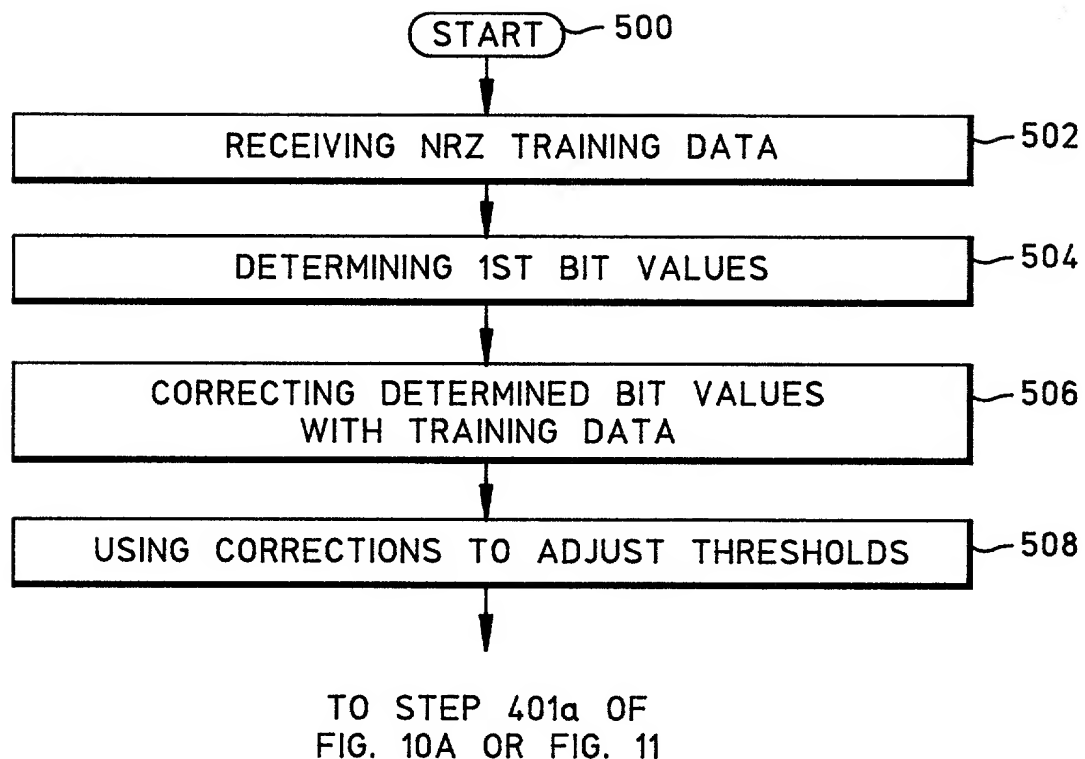 START 500
RECEIVING NRZ TRAINING DATA 502
DETERMINING 1ST BIT VALUES 504
CORRECTING DETERMINED BIT VALUES
WITH TRAINING DATA 506
USING CORRECTIONS TO ADJUST THRESHOLDS 508
TO STEP 401a OF
FIG. 10A OR FIG. 11